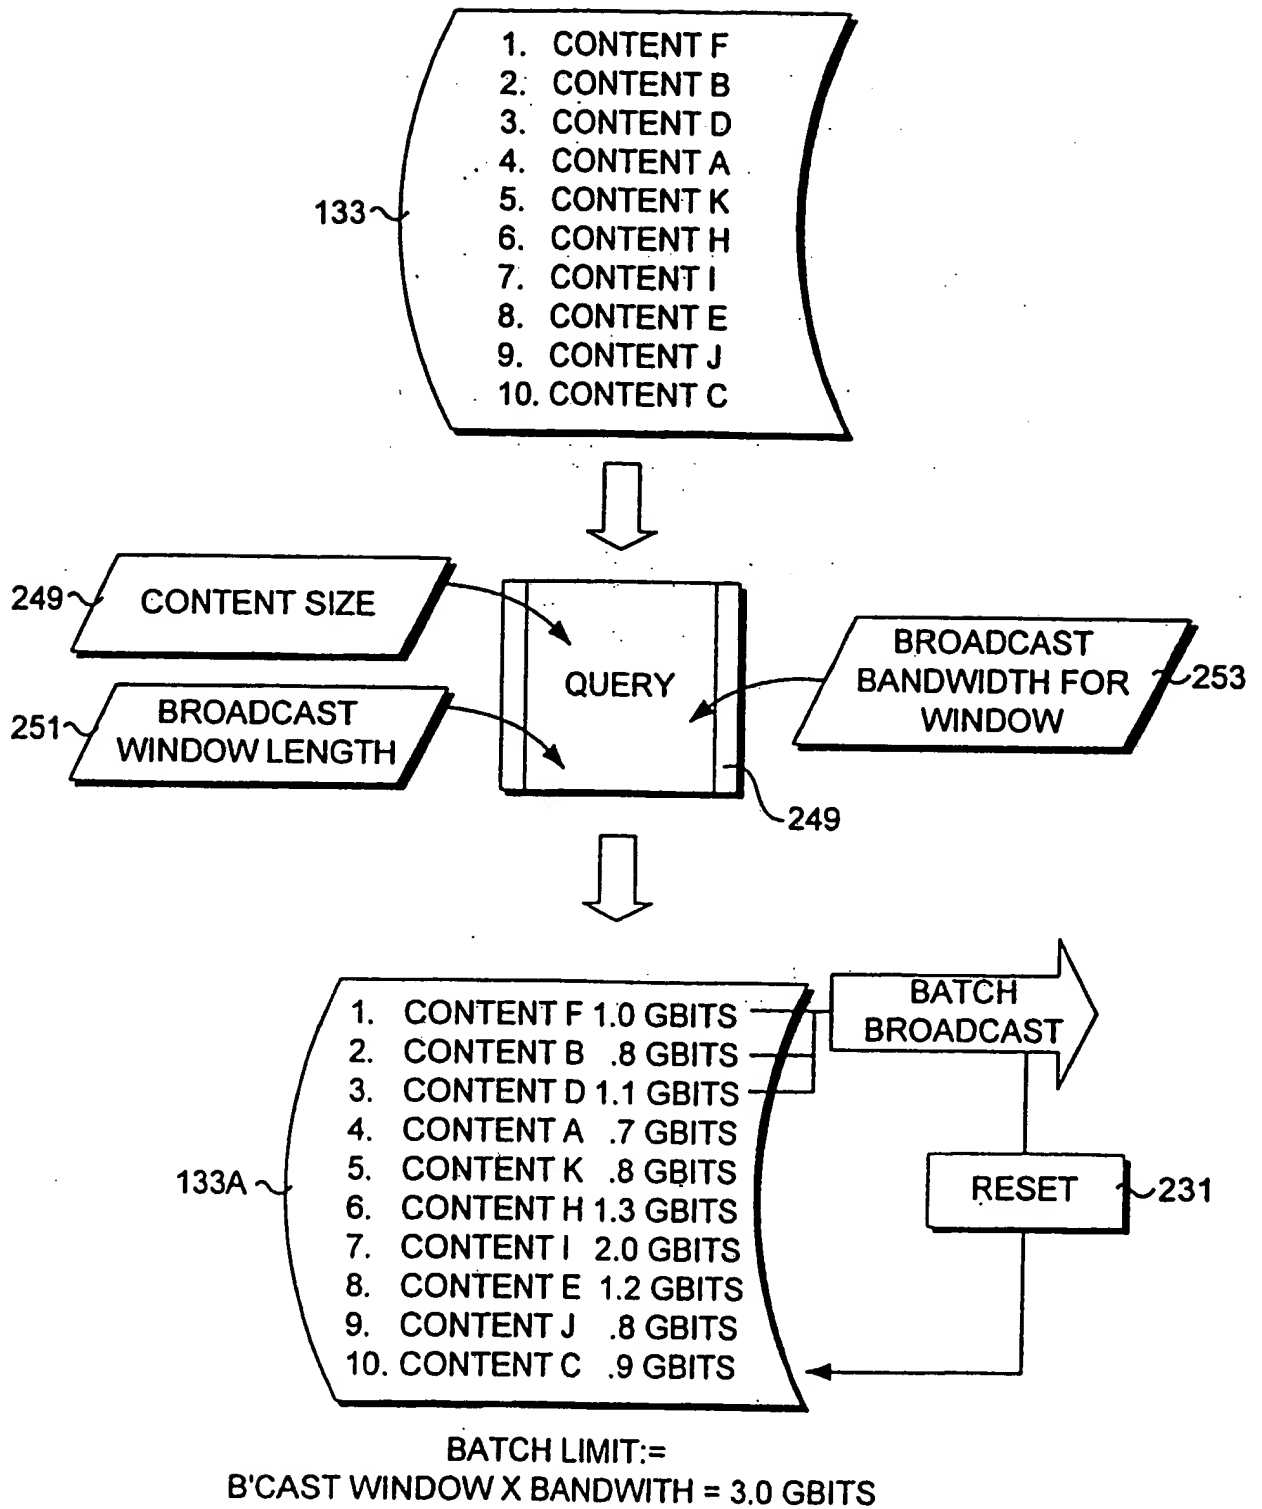 1. CONTENT F
2. CONTENT B
3. CONTENT D
4. CONTENT A
5. CONTENT K
6. CONTENT H
7. CONTENT I
8. CONTENT E
9. CONTENT J
10. CONTENT C
133
249
CONTENT SIZE
251
BROADCAST
WINDOW LENGTH
QUERY
249
BROADCAST
BANDWIDTH FOR
WINDOW
253
1. CONTENT F 1.0 GBITS
2. CONTENT B .8 GBITS
3. CONTENT D 1.1 GBITS
4. CONTENT A .7 GBITS
5. CONTENT K .8 GBITS
6. CONTENT H 1.3 GBITS
7. CONTENT I 2.0 GBITS
8. CONTENT E 1.2 GBITS
9. CONTENT J .8 GBITS
10. CONTENT C .9 GBITS
133A
BATCH
BROADCAST
RESET
231
BATCH LIMIT:=
B'CAST WINDOW X BANDWITH = 3.0 GBITS